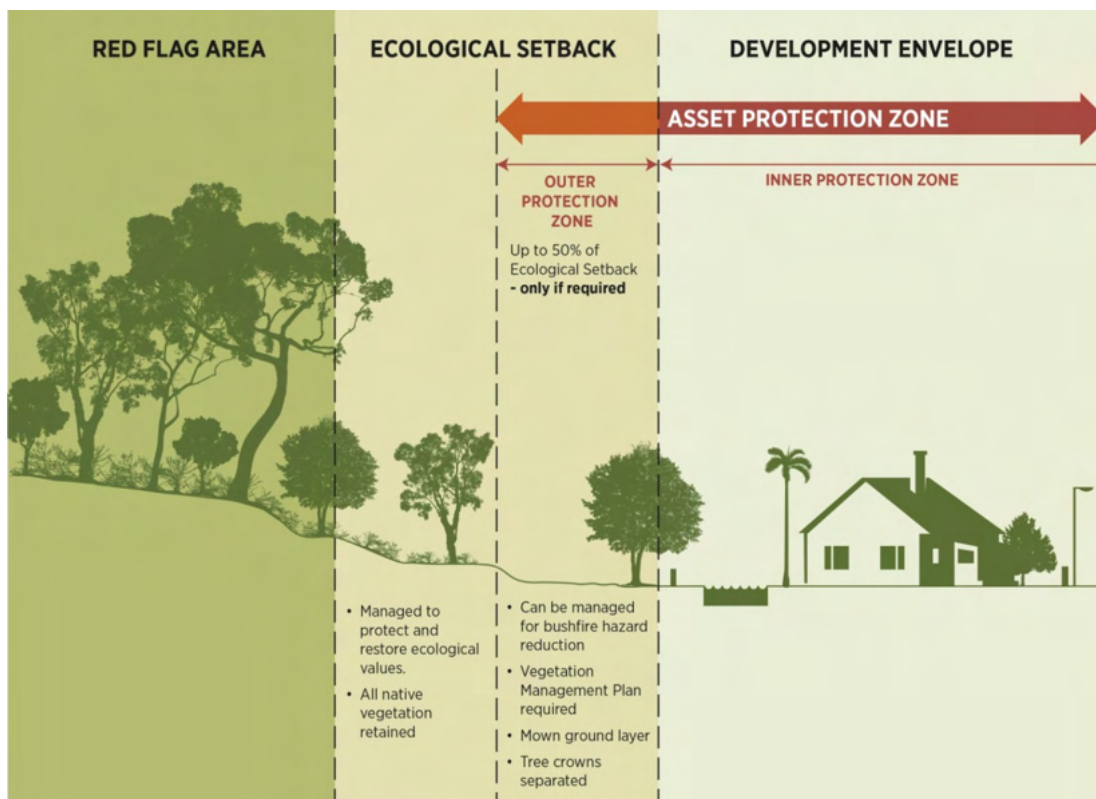 RED FLAG AREA
ECOLOGICAL SETBACK
DEVELOPMENT ENVELOPE
ASSET PROTECTION ZONE
OUTER
PROTECTION
ZONE
INNER PROTECTION ZONE
Up to 50% of
Ecological Setback
- only if required
• Managed to
protect and
restore ecological
values.
• All native
vegetation
retained
• Can be managed
for bushfire hazard
reduction
• Vegetation
Management Plan
required
• Mown ground layer
• Tree crowns
separated